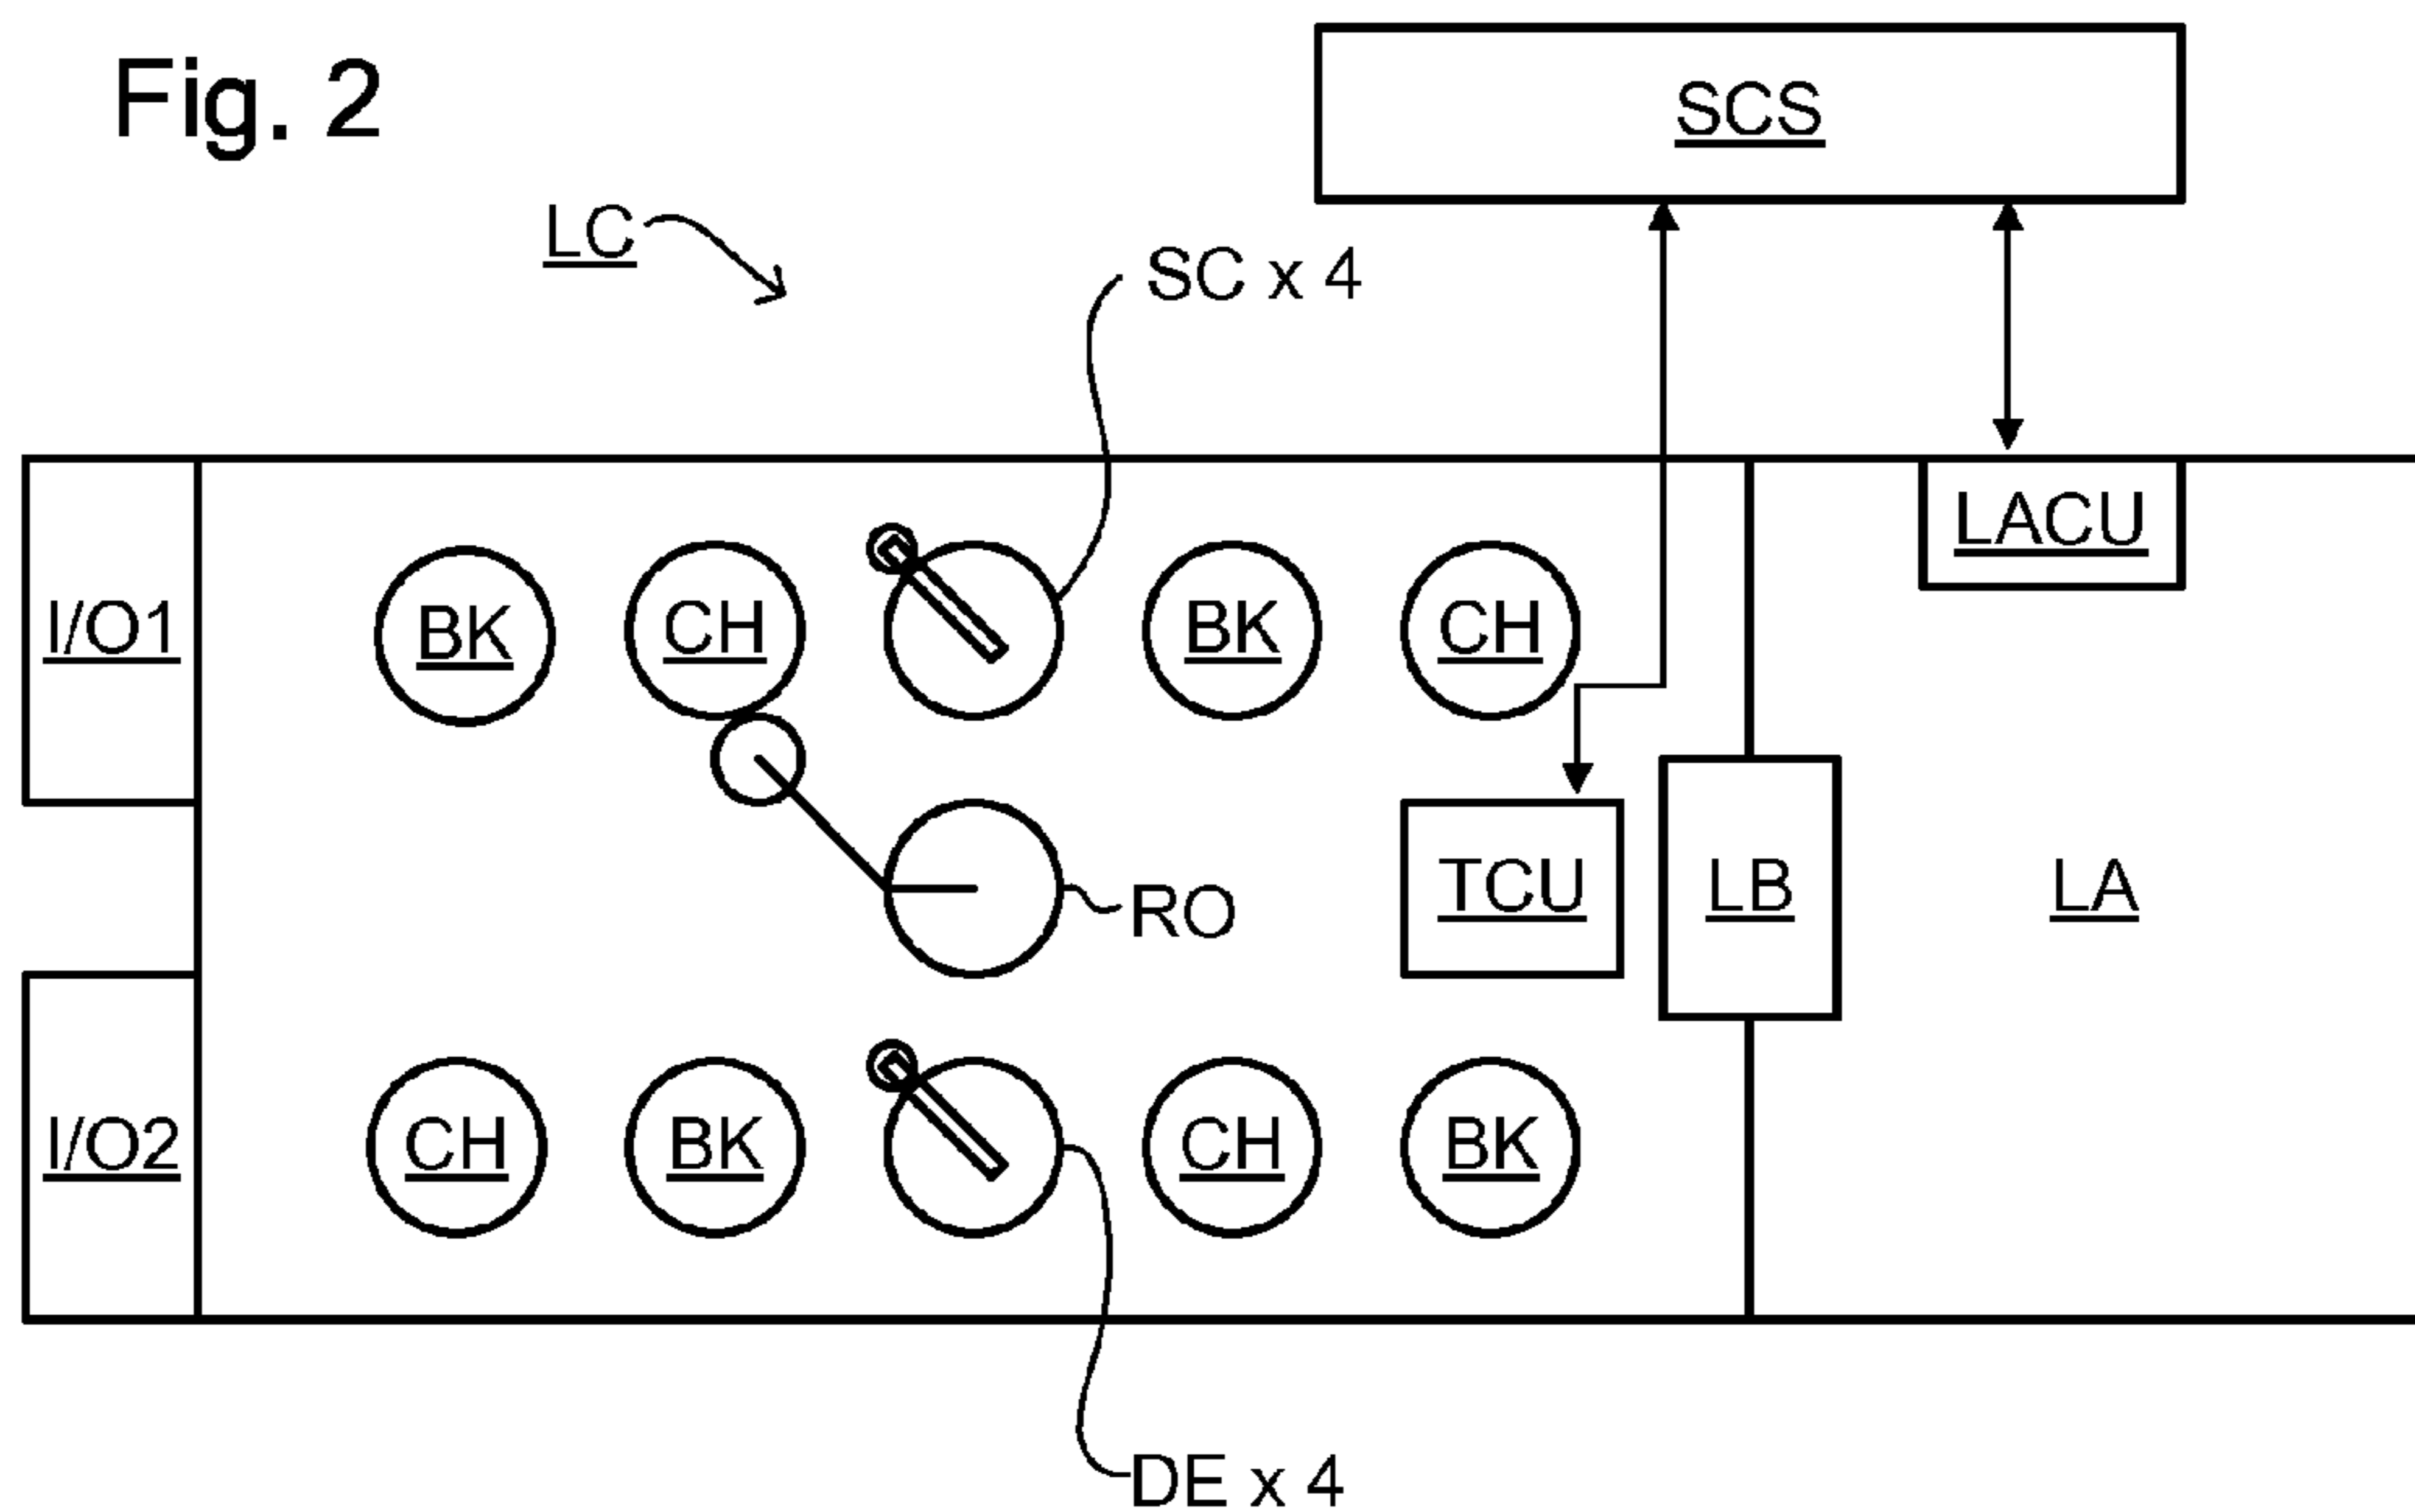 Fig. 2
SCS
LC
SC x 4
LACU
I/O1
BK
CH
BK
CH
RO
TCU
LB
LA
I/O2
CH
BK
CH
BK
DE x 4